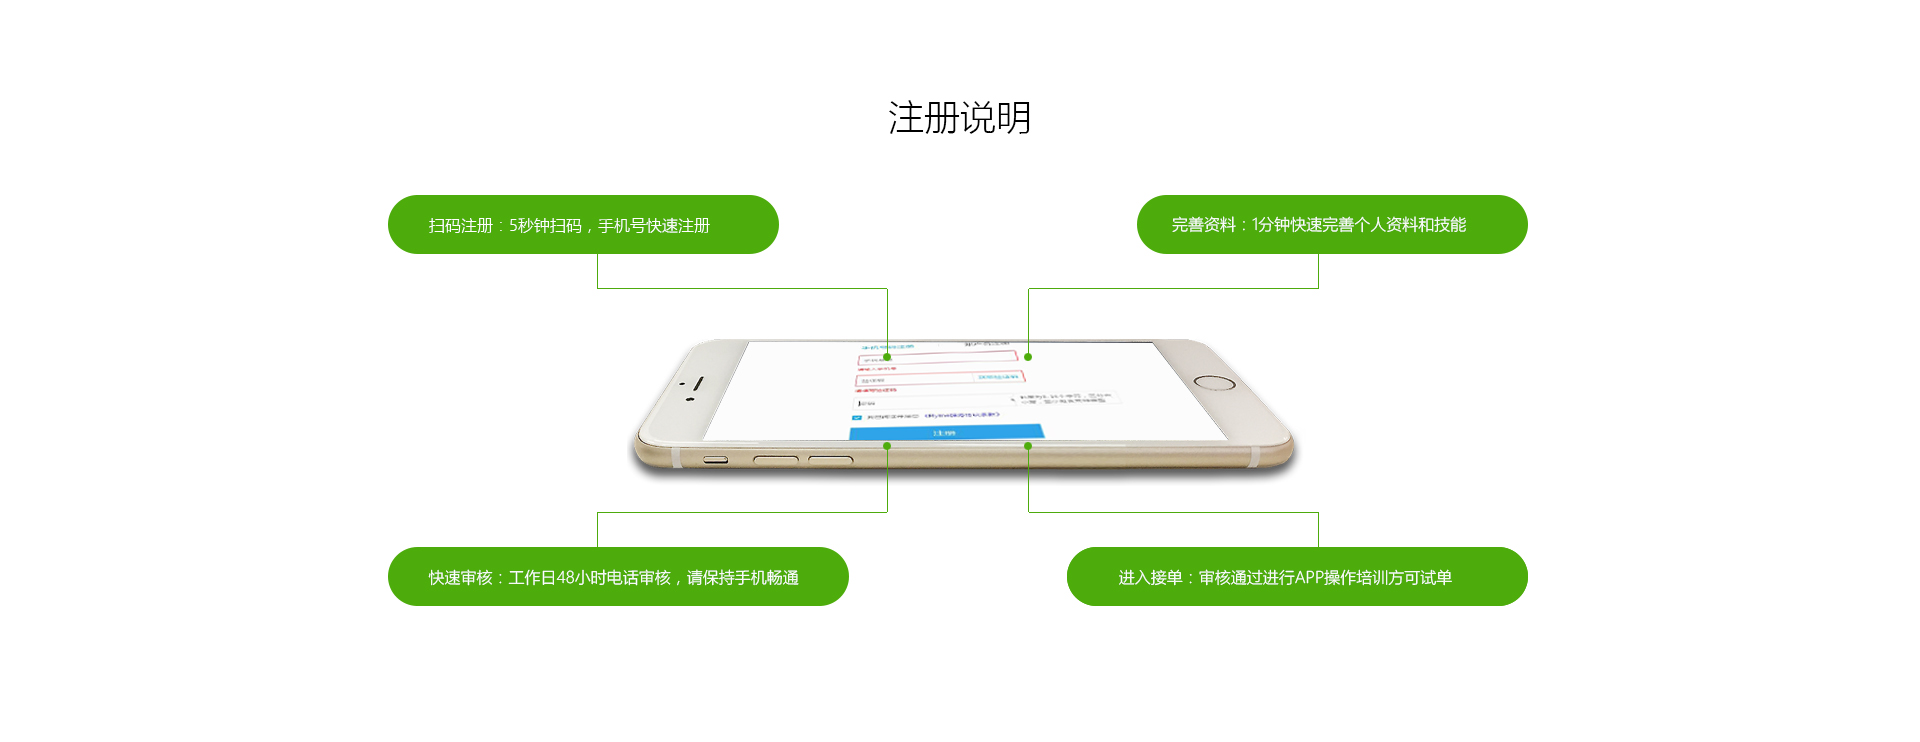 注册说明
扫码注册：5秒钟扫码，手机号快速注册
完善资料：1分钟快速完善个人资料和技能
注册
快速审核：工作日48小时电话审核，请保持手机畅通
进入接单：审核通过进行APP操作培训方可试单